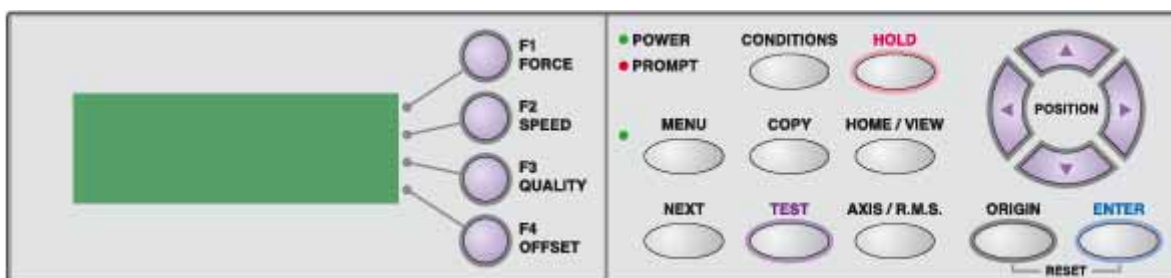 F1
FORCE
F2
SPEED
F3
QUALITY
F4
OFFSET
POWER
PROMPT
CONDITIONS
HOLD
MENU
COPY
HOME / VIEW
POSITION
NEXT
TEST
AXIS / R.M.S.
ORIGIN
ENTER
RESET